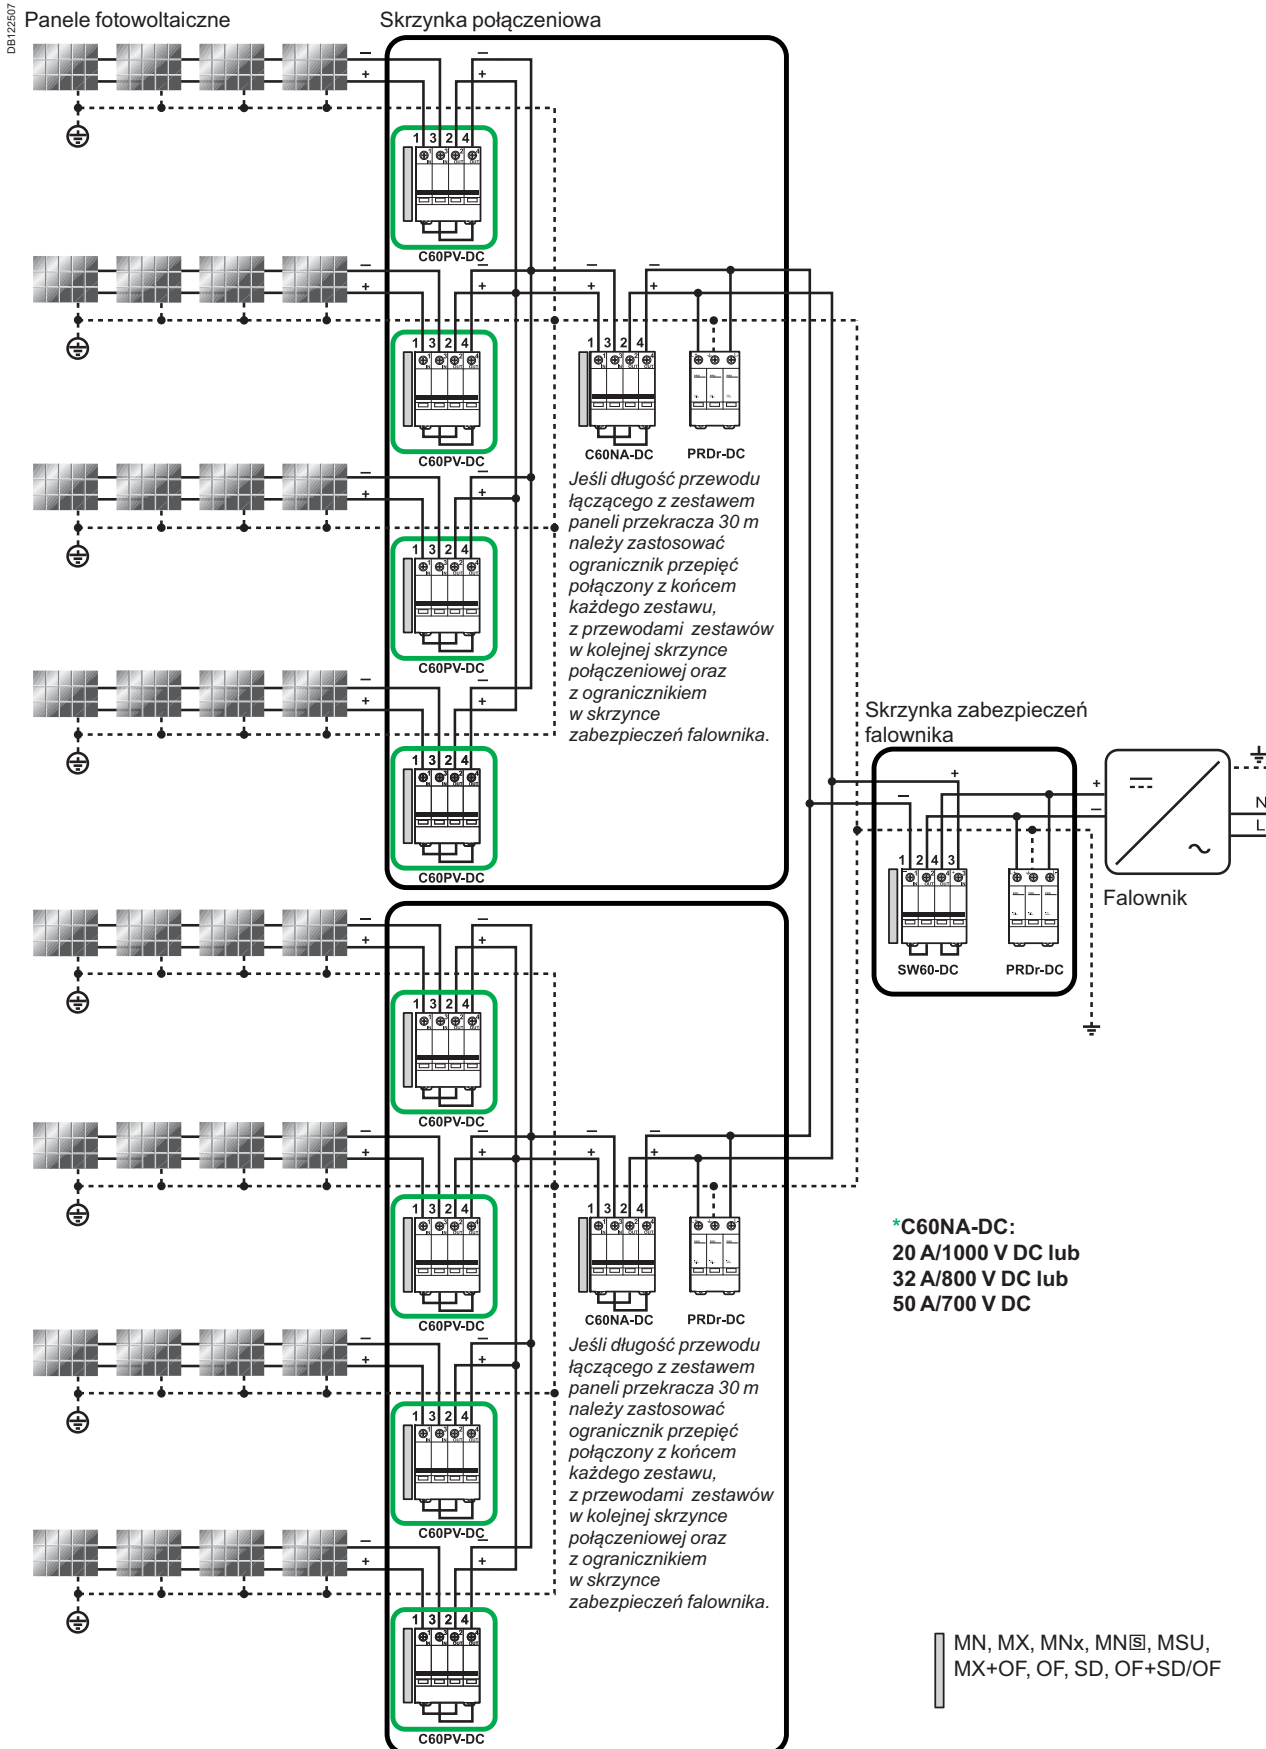 DB122507
Panele fotowoltaiczne
Skrzynka połączeniowa
– –
+ +
1 3 2 4
C60PV-DC
– – – –
+ + + +
1 3 2 4
1 3 2 4
C60PV-DC
C60NA-DC
PRDr-DC
Jeśli długość przewodu
łączącego z zestawem
paneli przekracza 30 m
należy zastosować
ogranicznik przepięć
połączony z końcem
każdego zestawu,
z przewodami zestawów
w kolejnej skrzynce
połączeniowej oraz
z ogranicznikiem
w skrzynce
zabezpieczeń falownika.
– –
+ +
1 3 2 4
C60PV-DC
– –
+ +
1 3 2 4
C60PV-DC
Skrzynka zabezpieczeń
falownika
– + +
–
1 2 4 3
SW60-DC
PRDr-DC
N
L
Falownik
– –
+ +
1 3 2 4
C60PV-DC
– – – –
+ + + +
1 3 2 4
1 3 2 4
C60PV-DC
C60NA-DC
PRDr-DC
Jeśli długość przewodu
łączącego z zestawem
paneli przekracza 30 m
należy zastosować
ogranicznik przepięć
połączony z końcem
każdego zestawu,
z przewodami zestawów
w kolejnej skrzynce
połączeniowej oraz
z ogranicznikiem
w skrzynce
zabezpieczeń falownika.
– –
+ +
1 3 2 4
C60PV-DC
– –
+ +
1 3 2 4
C60PV-DC
*C60NA-DC:
20 A/1000 V DC lub
32 A/800 V DC lub
50 A/700 V DC
MN, MX, MNx, MN🅂, MSU,
MX+OF, OF, SD, OF+SD/OF